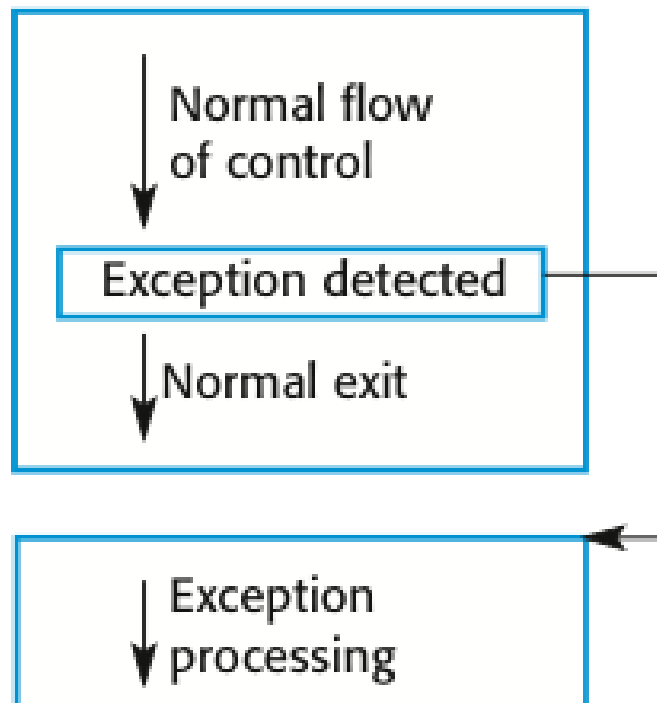 Normal flow
of control
Exception detected
Normal exit
Exception
processing